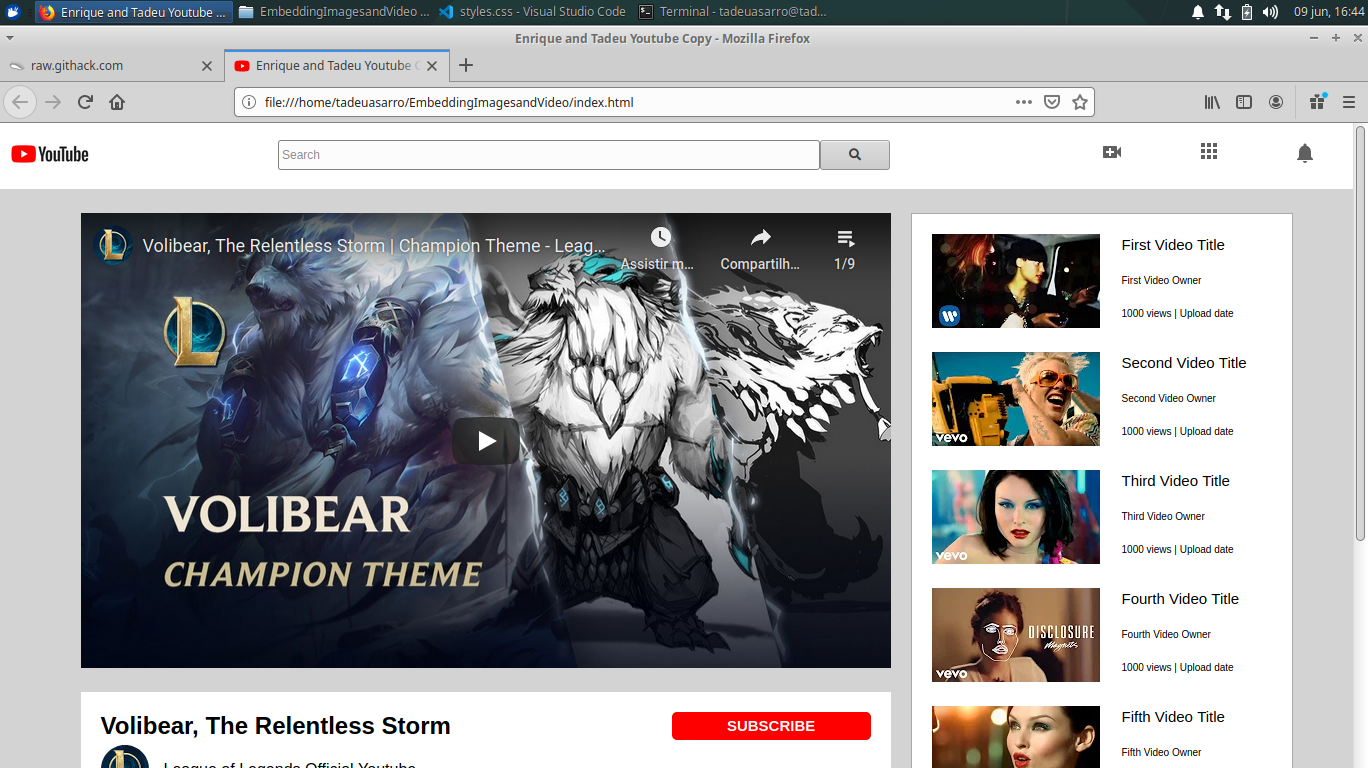 Enrique and Tadeu Youtube ...
EmbeddingImagesandVideo ...
styles.css - Visual Studio Code
Terminal - tadeuasarro@tad...
09 jun, 16:44
Enrique and Tadeu Youtube Copy - Mozilla Firefox
raw.githack.com
Enrique and Tadeu Youtube C
file:///home/tadeuasarro/EmbeddingImagesandVideo/index.html
YouTube
Search
Volibear, The Relentless Storm | Champion Theme - Leag...
Assistir m...
Compartilh...
1/9
VOLIBEAR
CHAMPION THEME
First Video Title
First Video Owner
1000 views | Upload date
Second Video Title
Second Video Owner
1000 views | Upload date
vevo
Third Video Title
Third Video Owner
1000 views | Upload date
vevo
Fourth Video Title
Fourth Video Owner
1000 views | Upload date
DISCLOSURE
Magnets
vevo
Fifth Video Title
Fifth Video Owner
Volibear, The Relentless Storm
SUBSCRIBE
League of Legends Official Youtube